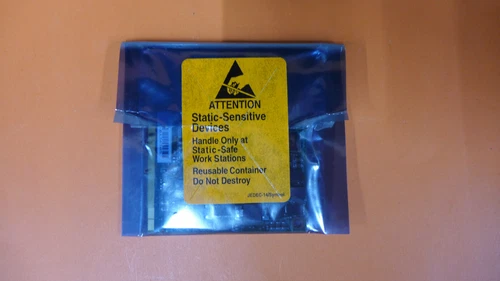 ATTENTION
Static-Sensitive
Devices
Handle Only at
Static-Safe
Work Stations
Reusable Container
Do Not Destroy